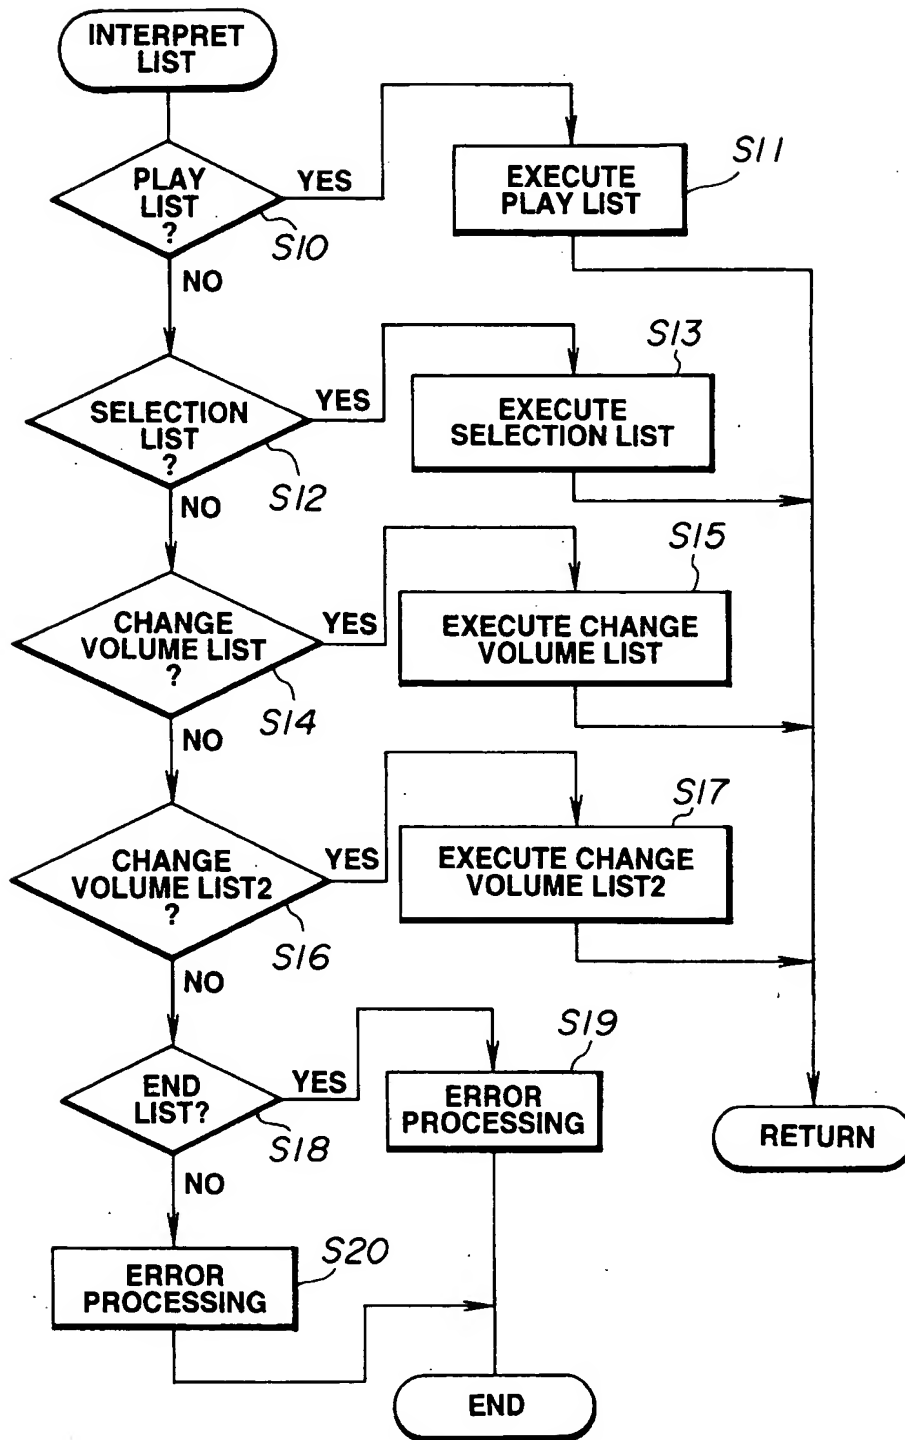 INTERPRET
LIST
PLAY
LIST
?
YES
S10
NO
EXECUTE
PLAY LIST
S11
SELECTION
LIST
?
YES
S12
NO
EXECUTE
SELECTION LIST
S13
CHANGE
VOLUME LIST
?
YES
S14
NO
EXECUTE CHANGE
VOLUME LIST
S15
CHANGE
VOLUME LIST2
?
YES
S16
NO
EXECUTE CHANGE
VOLUME LIST2
S17
END
LIST?
YES
S18
NO
ERROR
PROCESSING
S19
RETURN
ERROR
PROCESSING
S20
END